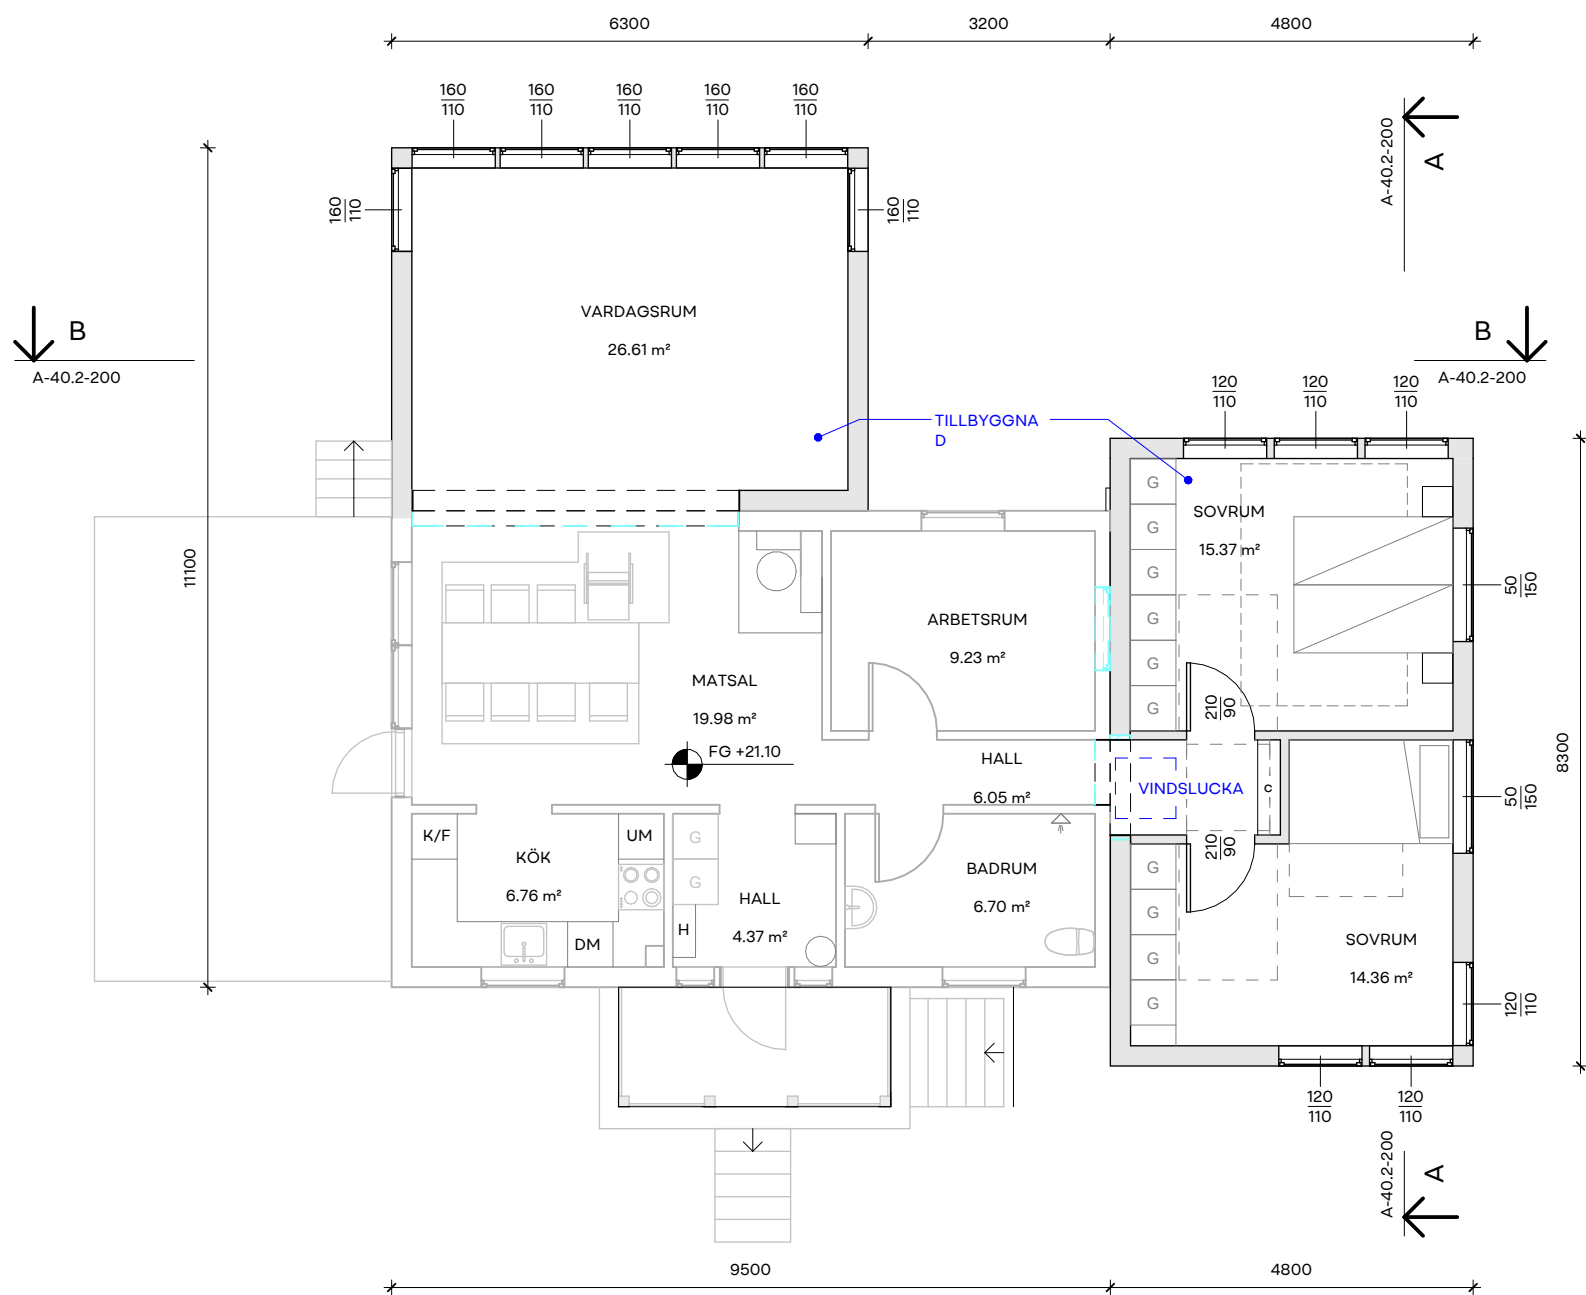 6300
3200
4800
160
110
160
110
160
110
160
110
160
110
A-40.2-200
A
160
110
160
110
B
A-40.2-200
B
A-40.2-200
VARDAGSRUM
26.61 m²
120
110
120
110
120
110
TILLBYGGNA
D
11100
G
G
G
G
G
G
SOVRUM
15.37 m²
50
150
ARBETSRUM
9.23 m²
MATSAL
19.98 m²
FG +21.10
210
90
HALL
6.05 m²
VINDSLUCKA
C
50
150
8300
210
90
K/F
UM
KÖK
6.76 m²
DM
G
G
H
HALL
4.37 m²
BADRUM
6.70 m²
G
G
G
G
SOVRUM
14.36 m²
120
110
120
110
120
110
A-40.2-200
A
9500
4800